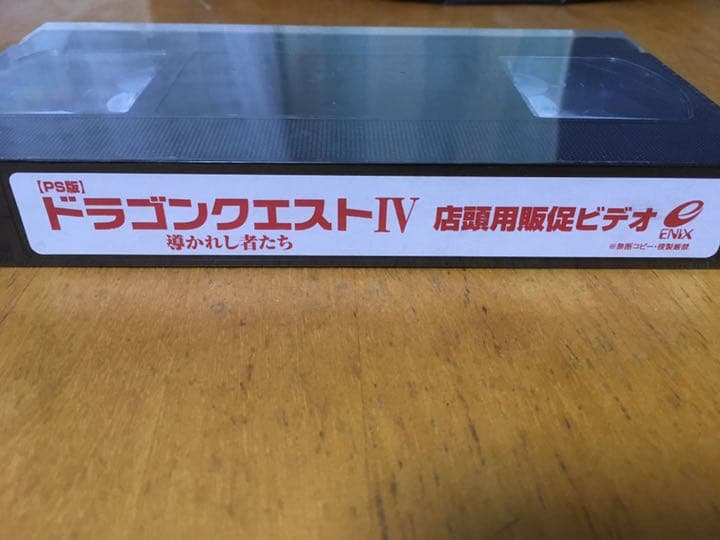 【PS版】
ドラゴンクエストIV 店頭用販促ビデオ
導かれし者たち
ENIX
※無断コピー・複製厳禁